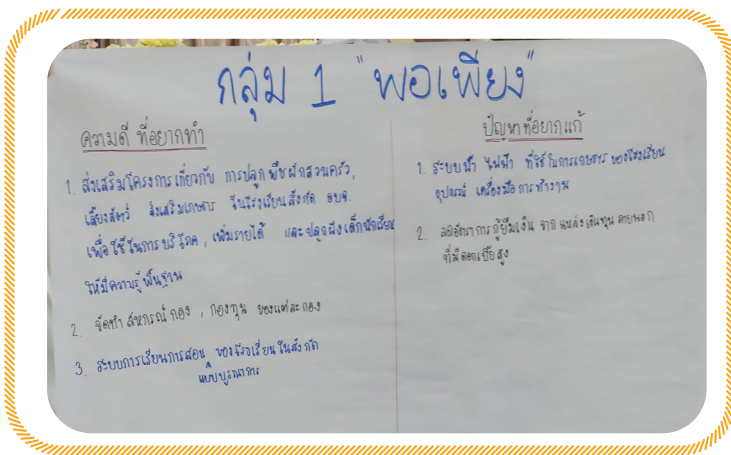 กลุ่ม 1 "พอเพียง"
ความดี ที่อยากทำ
1. ส่งเสริมโครงการเกี่ยวกับ การปลูกพืชผักสวนครัว,
เลี้ยงสัตว์ ส่งเสริมเกษตร ในโรงเรียนสังกัด อบจ.
เพื่อใช้ในการบริโภค, เพิ่มรายได้ และปลูกฝังเด็กนักเรียน
ให้มีความรู้พื้นฐาน
2. จัดทำ สหกรณ์กอง, กองทุน ของแต่ละกอง
3. ระบบการเรียนการสอน ของโรงเรียนในสังกัด
แบบบูรณาการ
ปัญหาที่อยากแก้
1. ระบบน้ำ ไฟฟ้า ที่ใช้ในการเกษตร ของโรงเรียน
อุปกรณ์ เครื่องมือการทำงาน
2. ลดอัตราการกู้ยืมเงิน จาก แหล่งเงินทุน ภายนอก
ที่มีดอกเบี้ยสูง